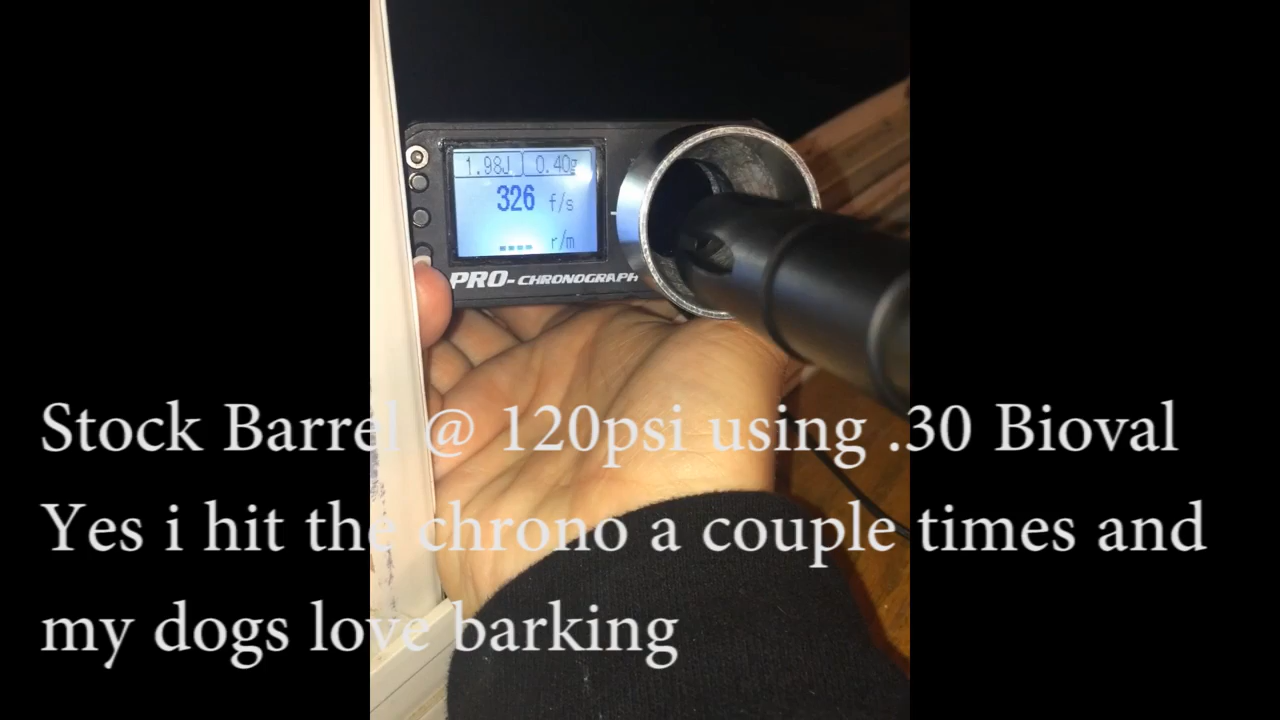 1.98J 0.40g
326 f/s
---- r/m
PRO-CHRONOGRAPH
Stock Barrel @ 120psi using .30 Bioval
Yes i hit the chrono a couple times and
my dogs love barking